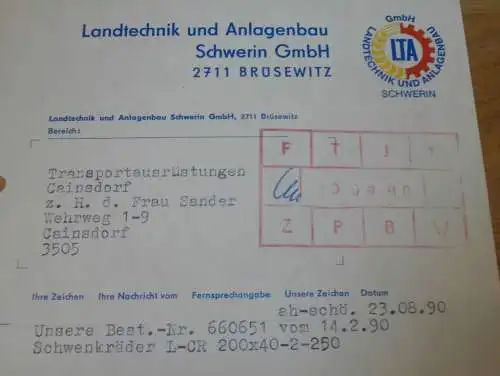 Landtechnik und Anlagenbau
Schwerin GmbH
2711 BRÜSEWITZ
GmbH
LANDTECHNIK UND ANLAGENBAU
LTA
SCHWERIN
Landtechnik und Anlagenbau Schwerin GmbH, 2711 Brüsewitz
Bereich:
Transportausrüstungen
Cainsdorf
z. H. d. Frau Sander
Wehrweg 1-9
Cainsdorf
3505
F T
Z P B
Ihre Zeichen Ihre Nachricht vom Fernsprechangabe Unsere Zeichen Datum
ah-schö. 23.08.90
Unsere Best.-Nr. 660651 vom 14.2.90
Schwenkräder L-CR 200x40-2-250